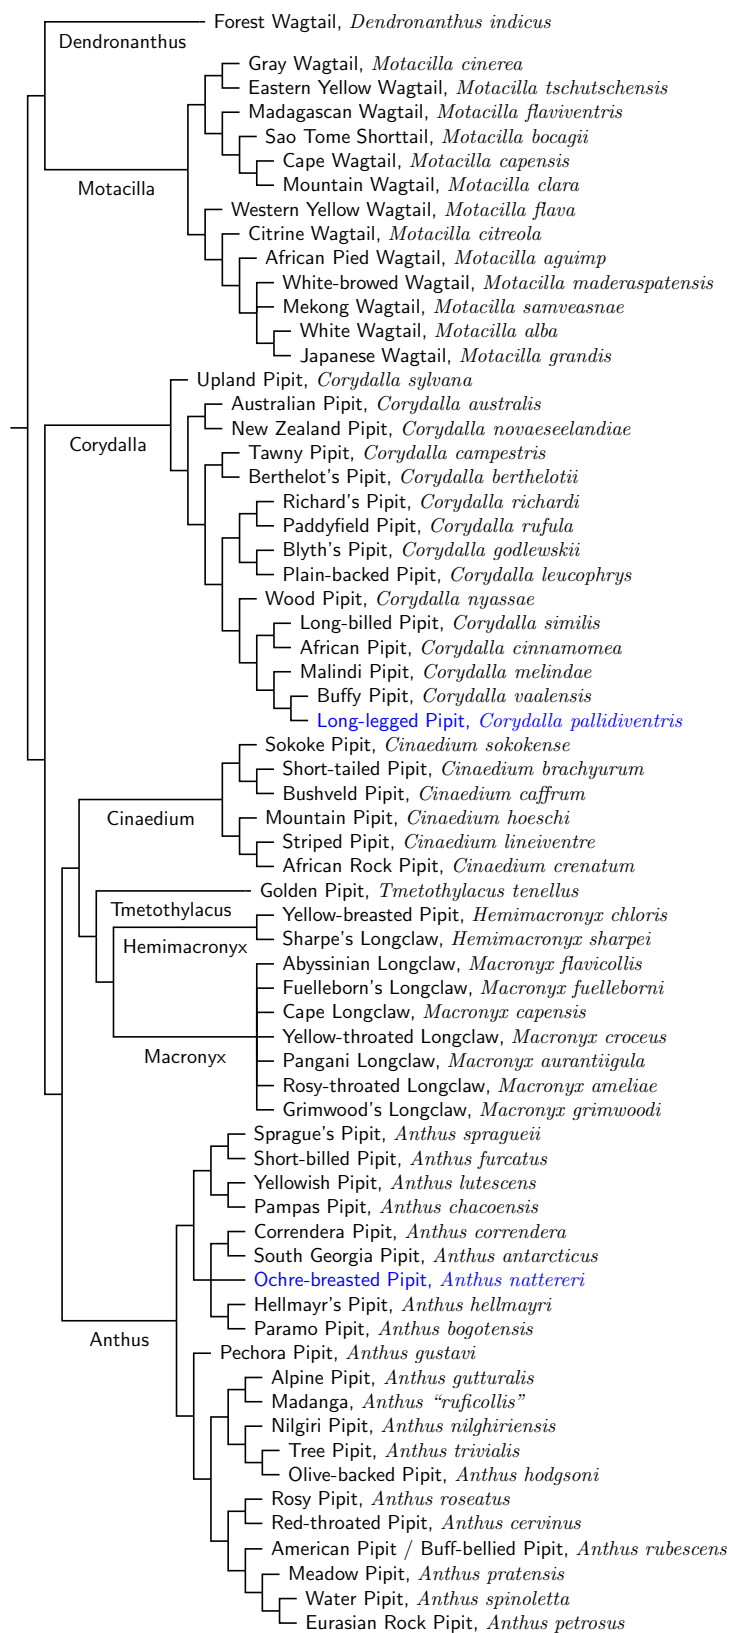 Forest Wagtail, Dendronanthus indicus
Dendronanthus
Gray Wagtail, Motacilla cinerea
Eastern Yellow Wagtail, Motacilla tschutschensis
Madagascan Wagtail, Motacilla flaviventris
Sao Tome Shorttail, Motacilla bocagii
Cape Wagtail, Motacilla capensis
Mountain Wagtail, Motacilla clara
Motacilla
Western Yellow Wagtail, Motacilla flava
Citrine Wagtail, Motacilla citreola
African Pied Wagtail, Motacilla aguimp
White-browed Wagtail, Motacilla maderaspatensis
Mekong Wagtail, Motacilla samveasnae
White Wagtail, Motacilla alba
Japanese Wagtail, Motacilla grandis
Upland Pipit, Corydalla sylvana
Australian Pipit, Corydalla australis
New Zealand Pipit, Corydalla novaeseelandiae
Corydalla
Tawny Pipit, Corydalla campestris
Berthelot's Pipit, Corydalla berthelotii
Richard's Pipit, Corydalla richardi
Paddyfield Pipit, Corydalla rufula
Blyth's Pipit, Corydalla godlewskii
Plain-backed Pipit, Corydalla leucophrys
Wood Pipit, Corydalla nyassae
Long-billed Pipit, Corydalla similis
African Pipit, Corydalla cinnamomea
Malindi Pipit, Corydalla melindae
Buffy Pipit, Corydalla vaalensis
Long-legged Pipit, Corydalla pallidiventris
Sokoke Pipit, Cinaedium sokokense
Short-tailed Pipit, Cinaedium brachyurum
Bushveld Pipit, Cinaedium caffrum
Cinaedium
Mountain Pipit, Cinaedium hoeschi
Striped Pipit, Cinaedium lineiventre
African Rock Pipit, Cinaedium crenatum
Golden Pipit, Tmetothylacus tenellus
Tmetothylacus
Yellow-breasted Pipit, Hemimacronyx chloris
Sharpe's Longclaw, Hemimacronyx sharpei
Hemimacronyx
Abyssinian Longclaw, Macronyx flavicollis
Fuelleborn's Longclaw, Macronyx fuelleborni
Cape Longclaw, Macronyx capensis
Yellow-throated Longclaw, Macronyx croceus
Macronyx
Pangani Longclaw, Macronyx aurantiigula
Rosy-throated Longclaw, Macronyx ameliae
Grimwood's Longclaw, Macronyx grimwoodi
Sprague's Pipit, Anthus spragueii
Short-billed Pipit, Anthus furcatus
Yellowish Pipit, Anthus lutescens
Pampas Pipit, Anthus chacoensis
Correndera Pipit, Anthus correndera
South Georgia Pipit, Anthus antarcticus
Ochre-breasted Pipit, Anthus nattereri
Hellmayr's Pipit, Anthus hellmayri
Paramo Pipit, Anthus bogotensis
Anthus
Pechora Pipit, Anthus gustavi
Alpine Pipit, Anthus gutturalis
Madanga, Anthus “ruficollis”
Nilgiri Pipit, Anthus nilghiriensis
Tree Pipit, Anthus trivialis
Olive-backed Pipit, Anthus hodgsoni
Rosy Pipit, Anthus roseatus
Red-throated Pipit, Anthus cervinus
American Pipit / Buff-bellied Pipit, Anthus rubescens
Meadow Pipit, Anthus pratensis
Water Pipit, Anthus spinoletta
Eurasian Rock Pipit, Anthus petrosus